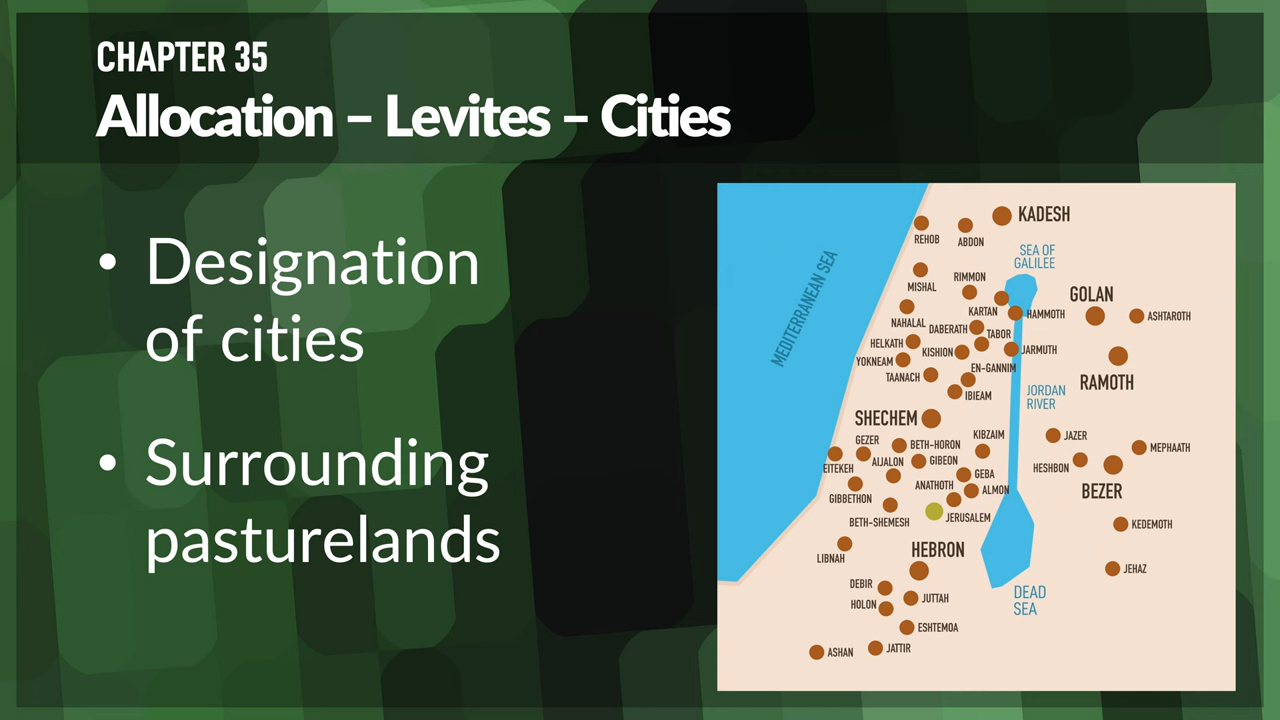 CHAPTER 35
Allocation – Levites – Cities
• Designation
of cities
• Surrounding
pasturelands
MEDITERRANEAN SEA
KADESH
REHOB
ABDON
SEA OF
GALILEE
MISHAL
RIMMON
GOLAN
KARTAN
HAMMOTH
ASHTAROTH
NAHALAL
DABERATH
TABOR
HELKATH
KISHION
JARMUTH
YOKNEAM
EN-GANNIM
TAANACH
RAMOTH
IBIEAM
JORDAN
RIVER
SHECHEM
GEZER
BETH-HORON
KIBZAIM
JAZER
MEPHAATH
EITEKEH
AIJALON
GIBEON
HESHBON
GEBA
ANATHOTH
ALMON
BEZER
GIBBETHON
BETH-SHEMESH
JERUSALEM
KEDEMOTH
HEBRON
LIBNAH
JEHAZ
DEBIR
JUTTAH
DEAD
SEA
HOLON
ESHTEMOA
ASHAN
JATTIR